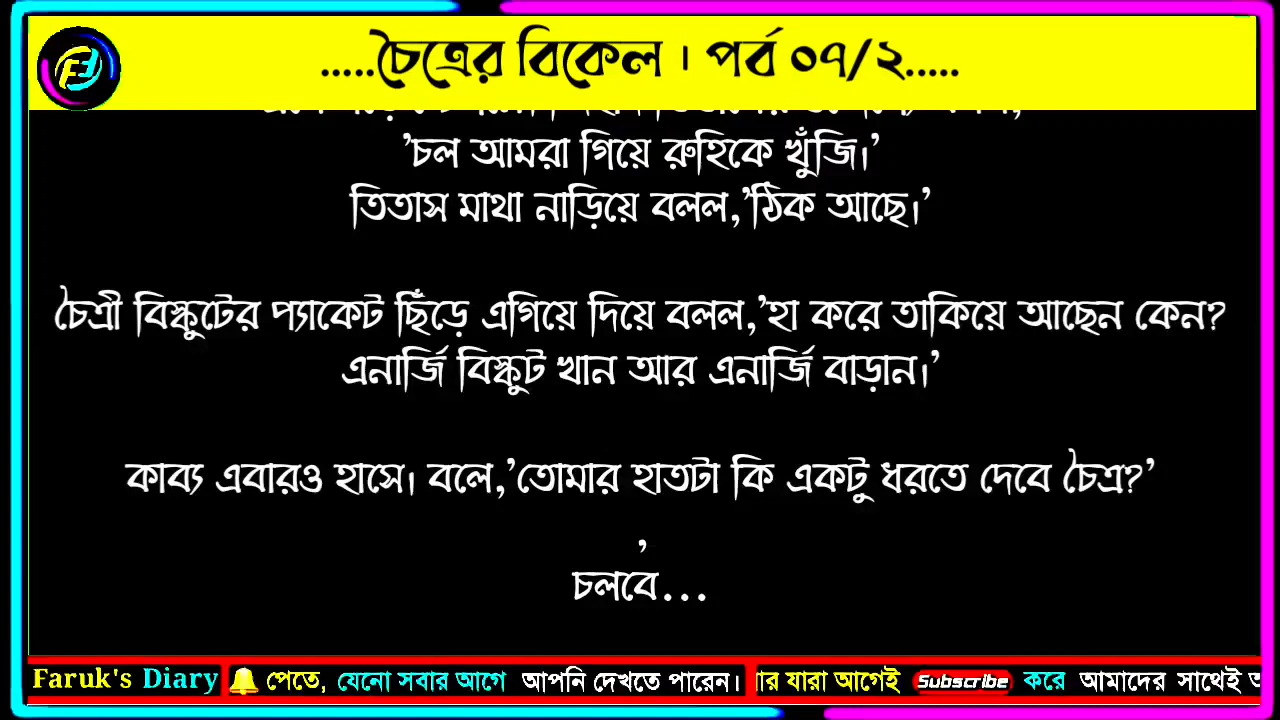 .....চৈত্রের বিকেল । পর্ব ০৭/২.....
'চল আমরা গিয়ে রুহিকে খুঁজি।'
তিতাস মাথা নাড়িয়ে বলল,'ঠিক আছে।'
চৈত্রী বিস্কুটের প্যাকেট ছিঁড়ে এগিয়ে দিয়ে বলল,'হা করে তাকিয়ে আছেন কেন?
এনার্জি বিস্কুট খান আর এনার্জি বাড়ান।'
কাব্য এবারও হাসে। বলে,'তোমার হাতটা কি একটু ধরতে দেবে চৈত্র?'
,
চলবে...
Faruk's Diary 🔔 পেতে, যেনো সবার আগে আপনি দেখতে পারেন। যারা আগেই Subscribe করে আমাদের সাথেই